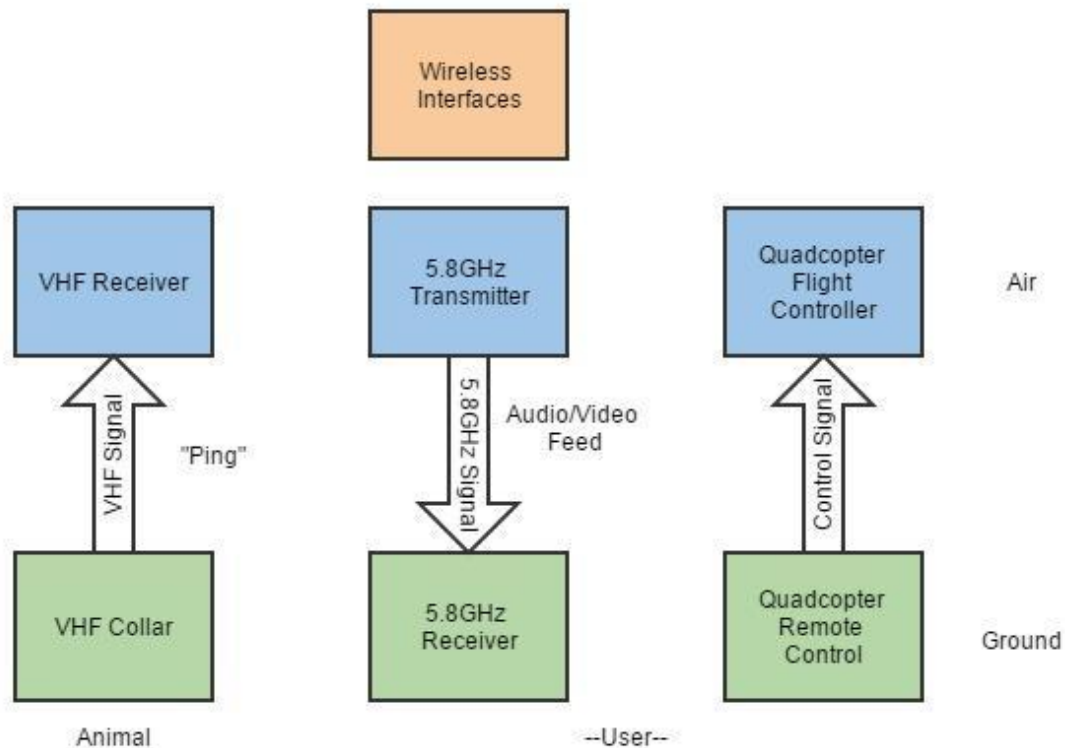 Wireless
Interfaces
VHF Receiver
5.8GHz
Transmitter
Quadcopter
Flight
Controller
Air
VHF Signal
"Ping"
5.8GHz Signal
Audio/Video
Feed
Control Signal
VHF Collar
5.8GHz
Receiver
Quadcopter
Remote
Control
Ground
Animal
--User--